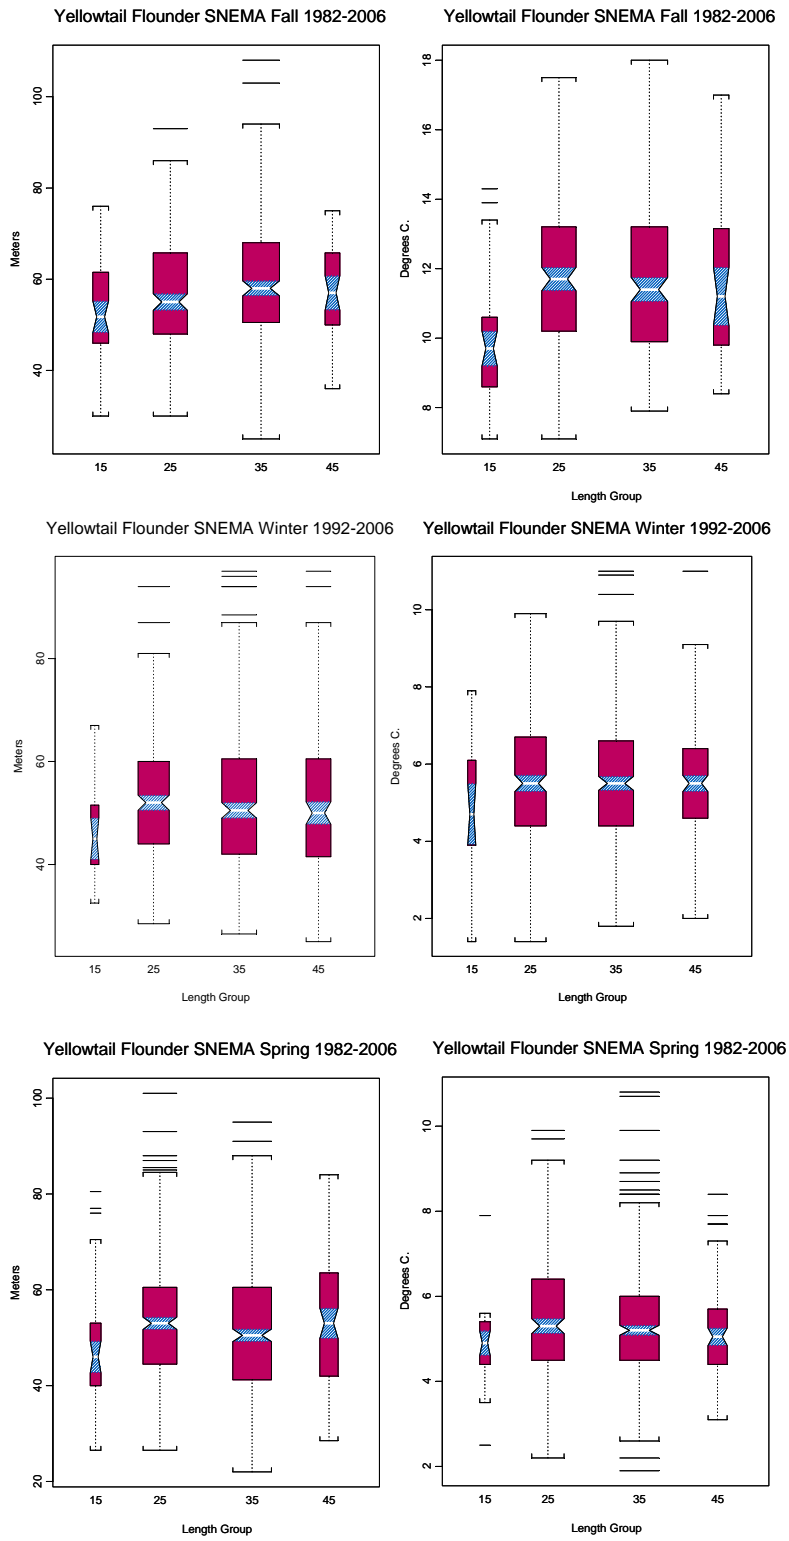 Yellowtail Flounder SNEMA Fall 1982-2006
Meters
100
80
60
40
15 25 35 45
Yellowtail Flounder SNEMA Fall 1982-2006
Degrees C.
18
16
14
12
10
8
15 25 35 45
Length Group
Yellowtail Flounder SNEMA Winter 1992-2006
Meters
80
60
40
15 25 35 45
Length Group
Yellowtail Flounder SNEMA Winter 1992-2006
Degrees C.
10
8
6
4
2
15 25 35 45
Length Group
Yellowtail Flounder SNEMA Spring 1982-2006
Meters
100
80
60
40
20
15 25 35 45
Length Group
Yellowtail Flounder SNEMA Spring 1982-2006
Degrees C.
10
8
6
4
2
15 25 35 45
Length Group